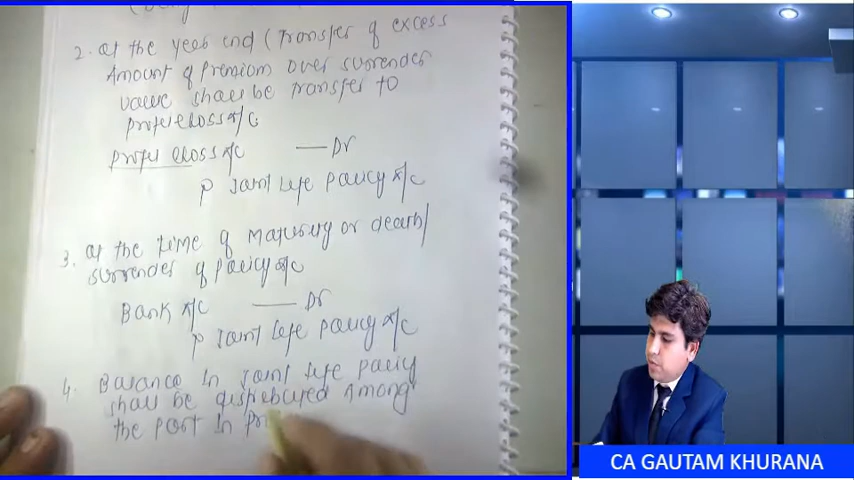 2. at the year end (Transfer of excess
Amount of Premium over surrender
value shall be transfer to
Profit & Loss A/c
Profit & Loss A/c —— Dr
To Joint Life Policy A/c
3. at the time of Maturity or death/
surrender of Policy A/c
Bank A/c —— Dr
To Joint Life Policy A/c
4. Balance in Joint Life Policy
shall be distributed Among
the Part in
CA GAUTAM KHURANA